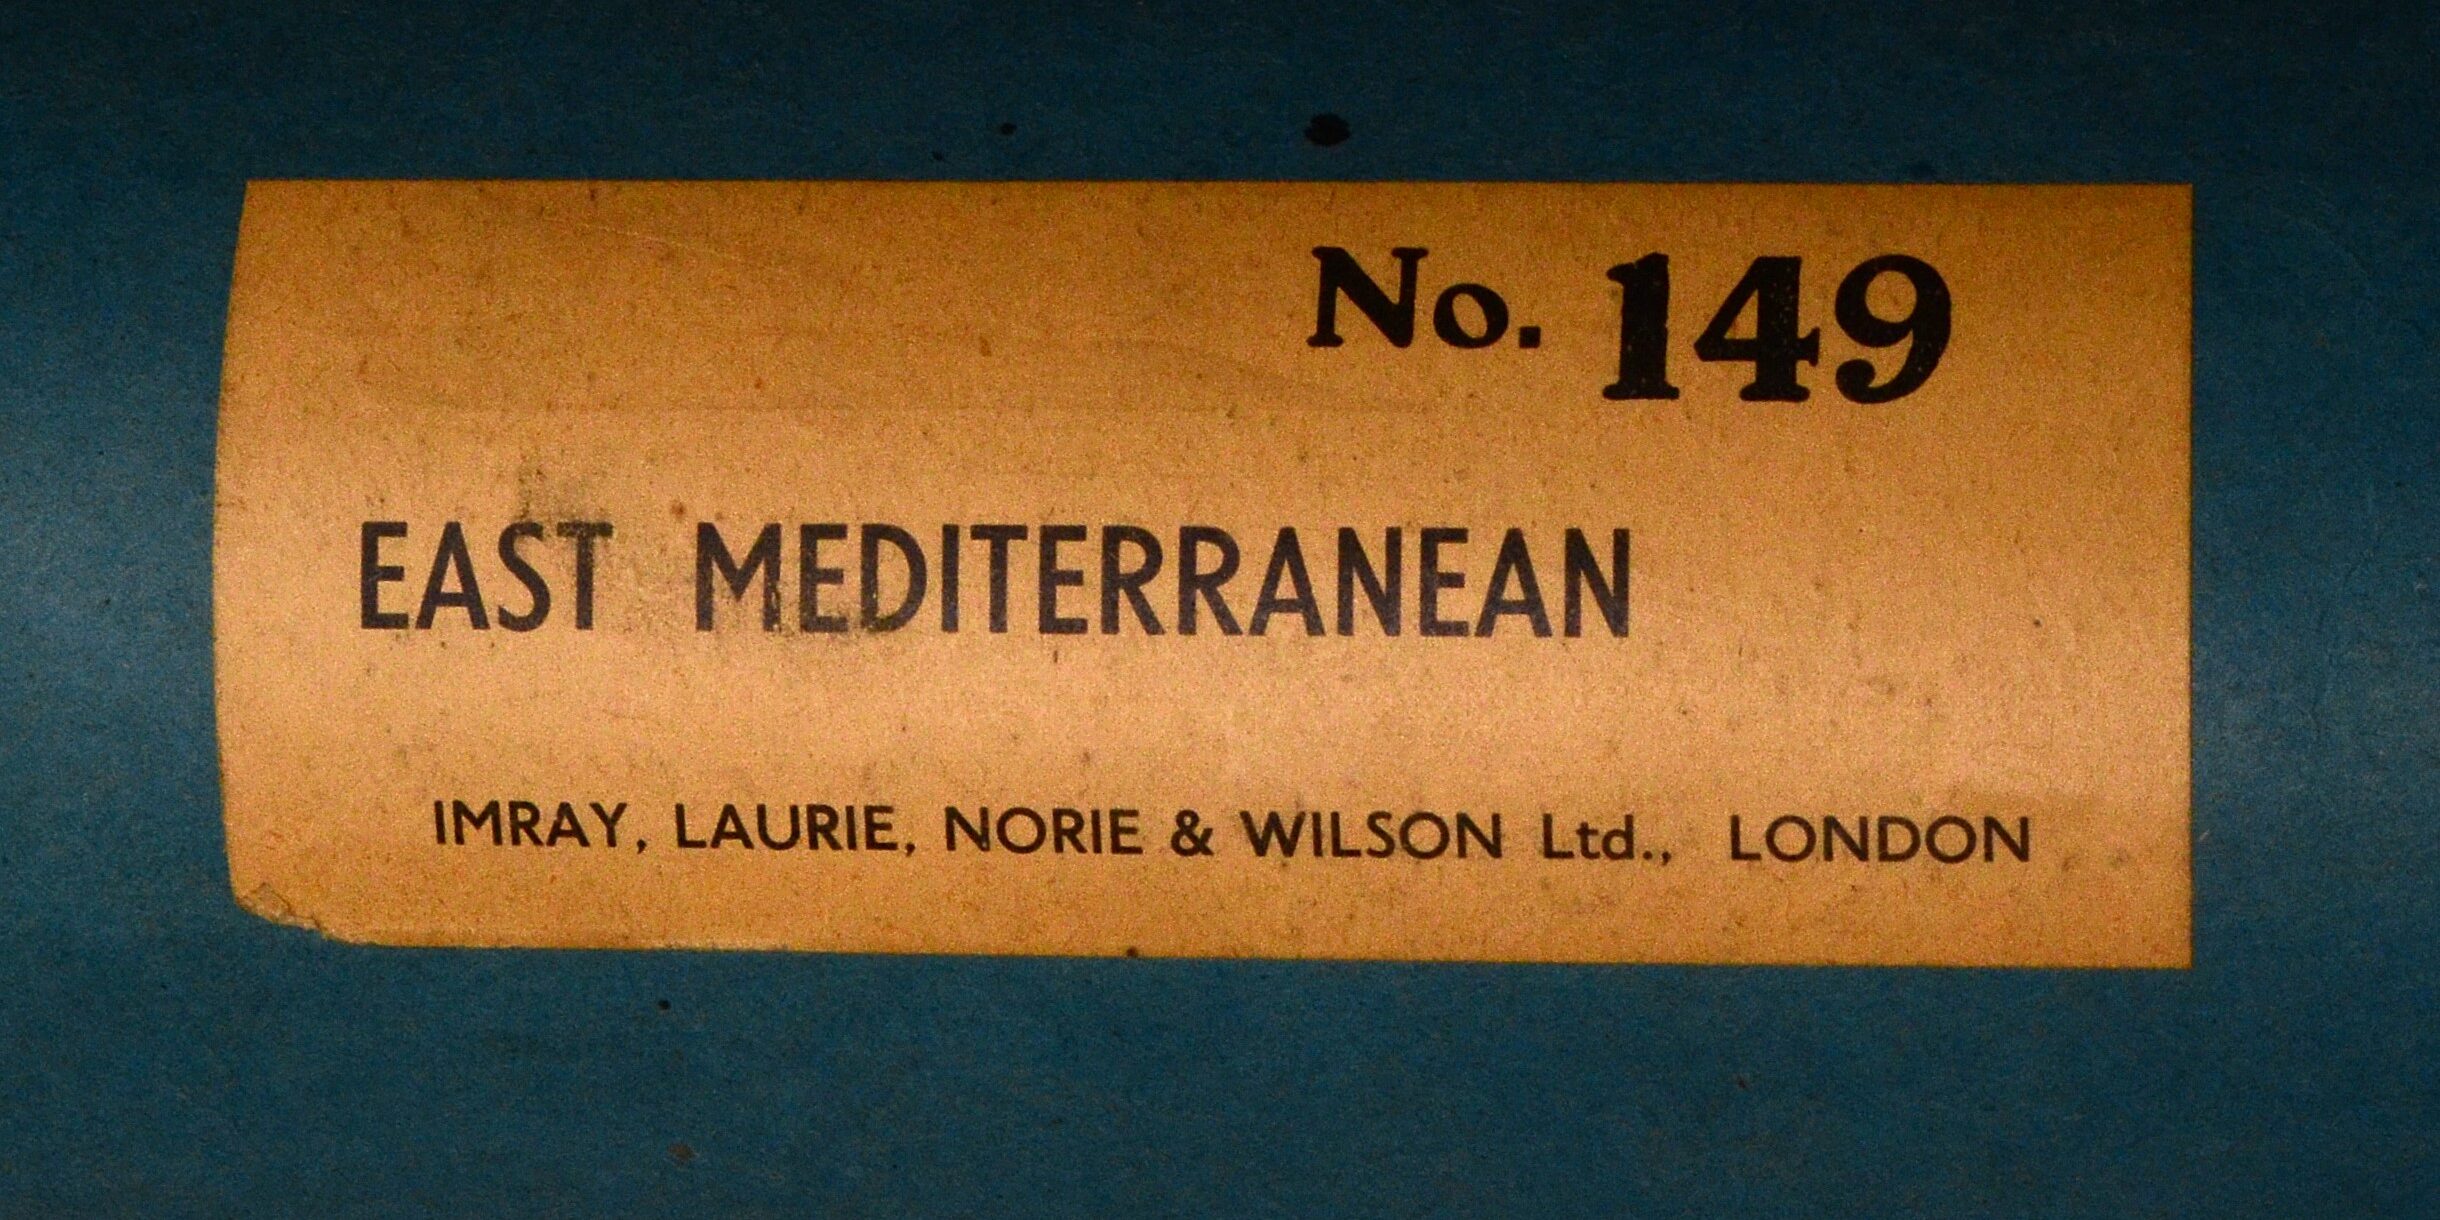 No. 149
EAST MEDITERRANEAN
IMRAY, LAURIE, NORIE & WILSON Ltd., LONDON